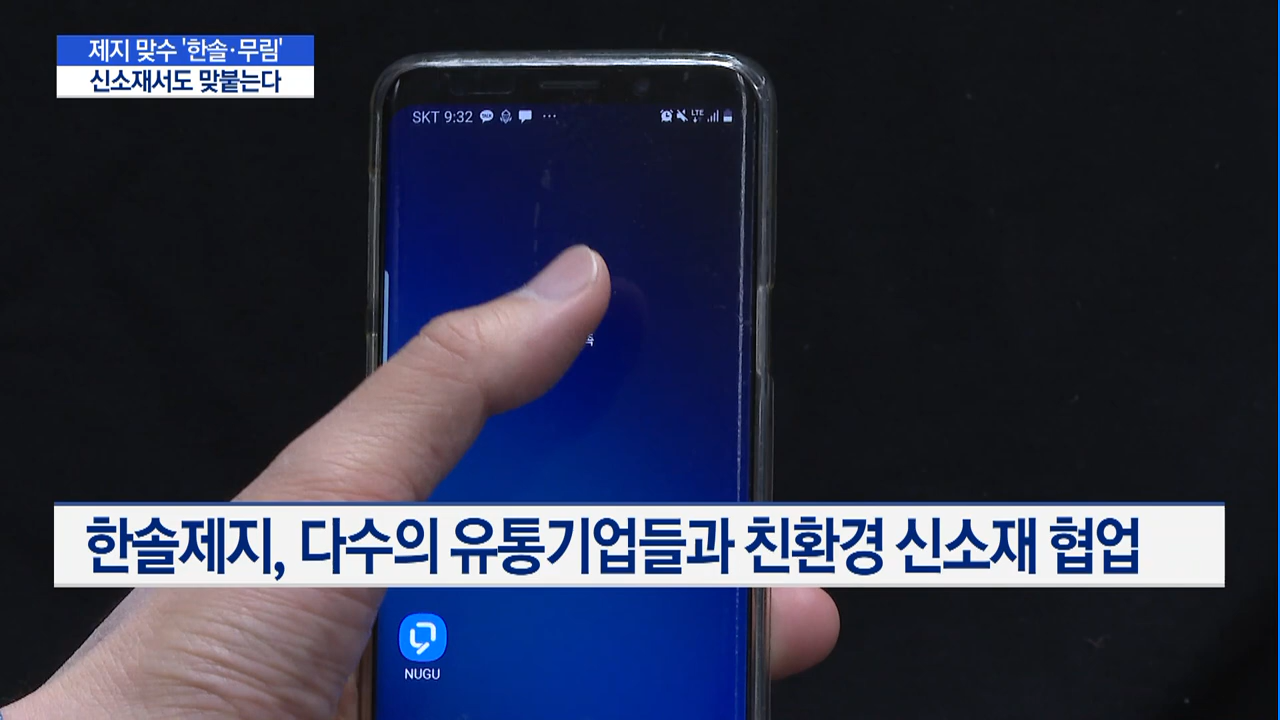 제지 맞수 '한솔·무림'
신소재서도 맞붙는다
SKT 9:32 ...
LTE
한솔제지, 다수의 유통기업들과 친환경 신소재 협업
NUGU